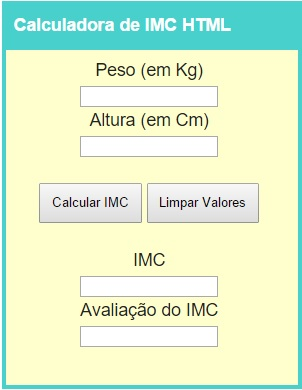 Calculadora de IMC HTML
Peso (em Kg)
Altura (em Cm)
Calcular IMC Limpar Valores
IMC
Avaliação do IMC